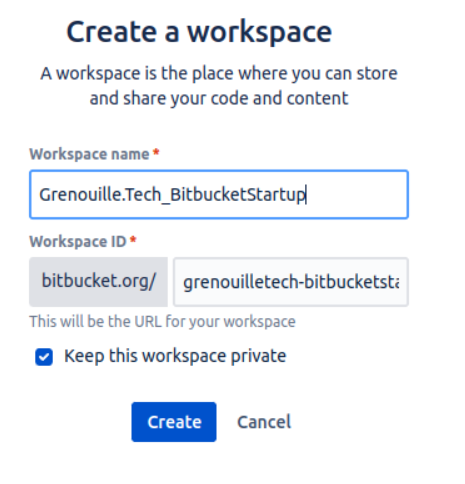 Create a workspace
A workspace is the place where you can store
and share your code and content
Workspace name *
Grenouille.Tech_BitbucketStartup
Workspace ID *
bitbucket.org/ grenouilletech-bitbucketsta
This will be the URL for your workspace
Keep this workspace private
Create Cancel